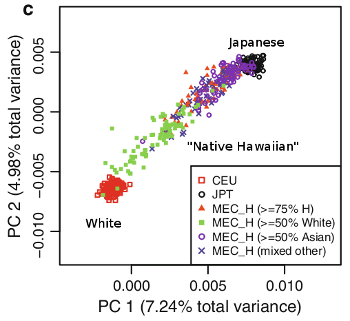 c
Japanese
"Native Hawaiian"
White
CEU
JPT
MEC_H (>=75% H)
MEC_H (>=50% White)
MEC_H (>=50% Asian)
MEC_H (mixed other)
PC 2 (4.98% total variance)
0.005
0.000
−0.005
−0.010
0.000
0.005
0.010
PC 1 (7.24% total variance)